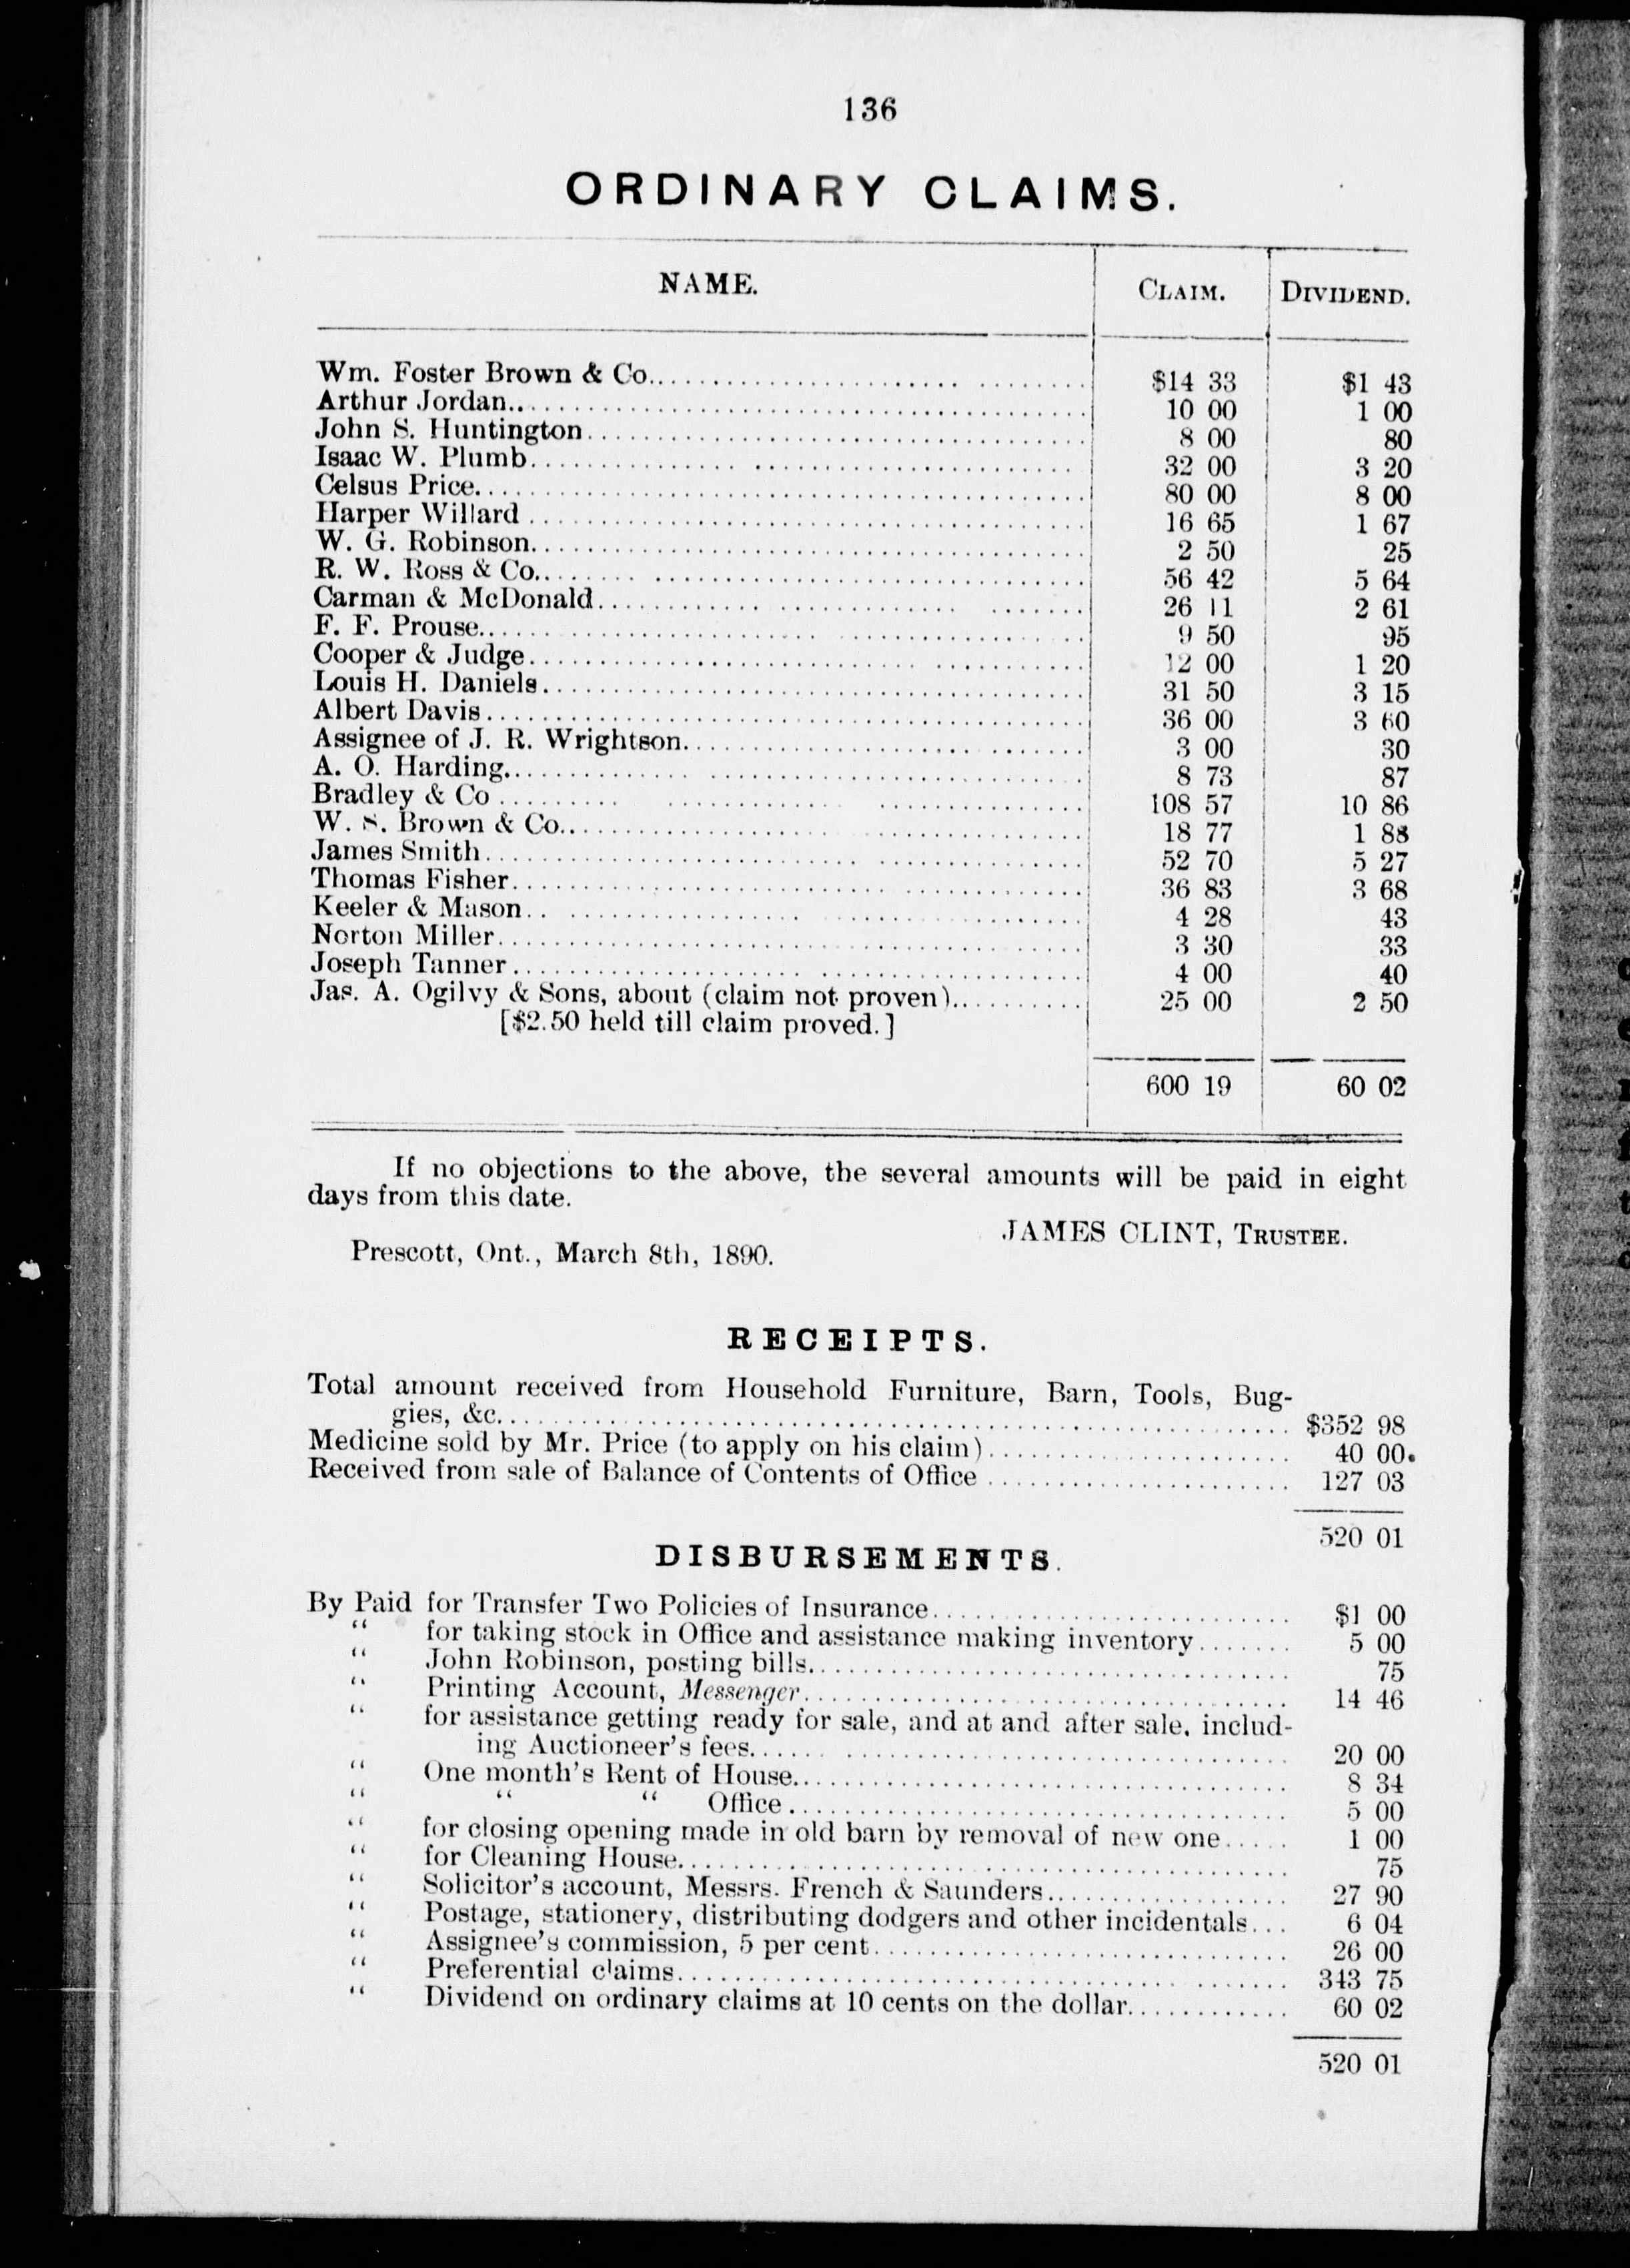 136
ORDINARY CLAIMS.
NAME. CLAIM. DIVIDEND.
Wm. Foster Brown & Co. $14 33 $1 43
Arthur Jordan. 10 00 1 00
John S. Huntington 8 00 80
Isaac W. Plumb 32 00 3 20
Celsus Price 80 00 8 00
Harper Willard 16 65 1 67
W. G. Robinson 2 50 25
R. W. Ross & Co. 56 42 5 64
Carman & McDonald 26 11 2 61
F. F. Prouse. 9 50 95
Cooper & Judge 12 00 1 20
Louis H. Daniels 31 50 3 15
Albert Davis 36 00 3 60
Assignee of J. R. Wrightson 3 00 30
A. O. Harding. 8 73 87
Bradley & Co 108 57 10 86
W. S. Brown & Co. 18 77 1 88
James Smith 52 70 5 27
Thomas Fisher 36 83 3 68
Keeler & Mason 4 28 43
Norton Miller 3 30 33
Joseph Tanner 4 00 40
Jas. A. Ogilvy & Sons, about (claim not proven) 25 00 2 50
[$2.50 held till claim proved.]
600 19 60 02
If no objections to the above, the several amounts will be paid in eight
days from this date.
JAMES CLINT, TRUSTEE.
Prescott, Ont., March 8th, 1890.
RECEIPTS.
Total amount received from Household Furniture, Barn, Tools, Bug-
gies, &c. $352 98
Medicine sold by Mr. Price (to apply on his claim) 40 00
Received from sale of Balance of Contents of Office 127 03
520 01
DISBURSEMENTS.
By Paid for Transfer Two Policies of Insurance $1 00
“ for taking stock in Office and assistance making inventory 5 00
“ John Robinson, posting bills. 75
“ Printing Account, Messenger 14 46
“ for assistance getting ready for sale, and at and after sale, includ-
ing Auctioneer's fees. 20 00
“ One month's Rent of House. 8 34
“ “ “ Office 5 00
“ for closing opening made in old barn by removal of new one 1 00
“ for Cleaning House. 75
“ Solicitor's account, Messrs. French & Saunders 27 90
“ Postage, stationery, distributing dodgers and other incidentals 6 04
“ Assignee's commission, 5 per cent 26 00
“ Preferential claims 343 75
“ Dividend on ordinary claims at 10 cents on the dollar 60 02
520 01